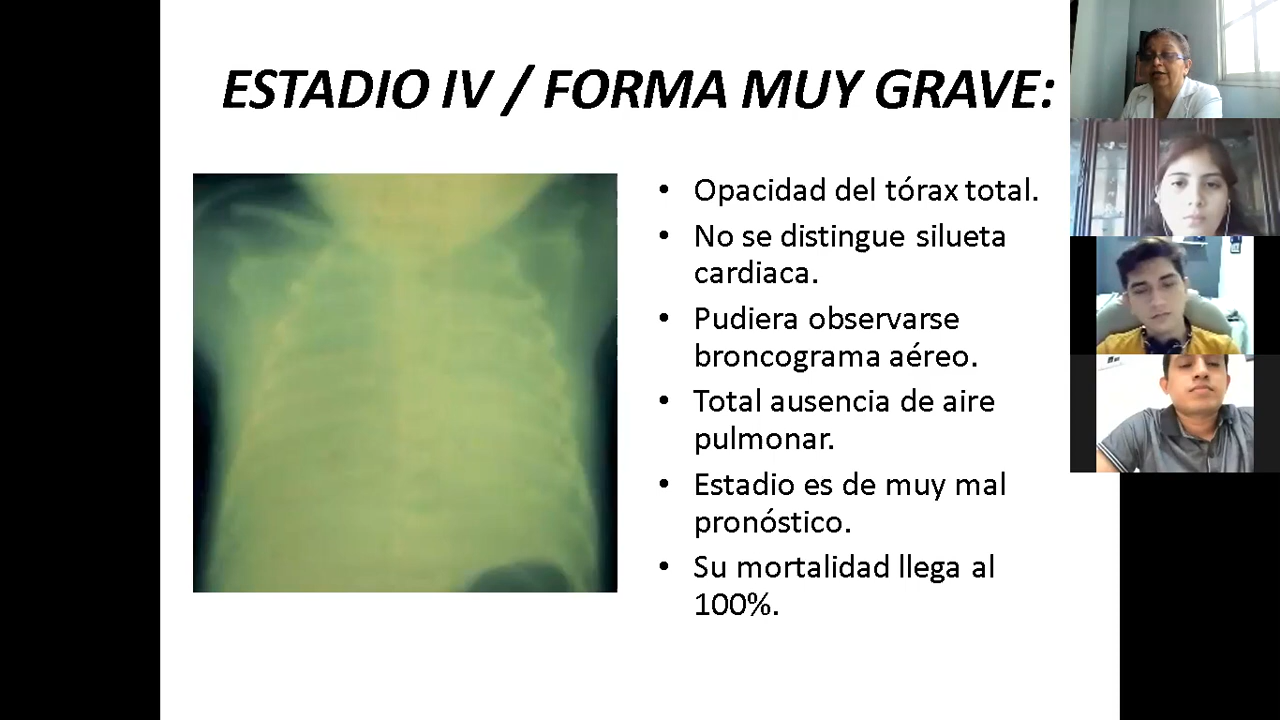 ESTADIO IV / FORMA MUY GRAVE:
• Opacidad del tórax total.
• No se distingue silueta
cardiaca.
• Pudiera observarse
broncograma aéreo.
• Total ausencia de aire
pulmonar.
• Estadio es de muy mal
pronóstico.
• Su mortalidad llega al
100%.